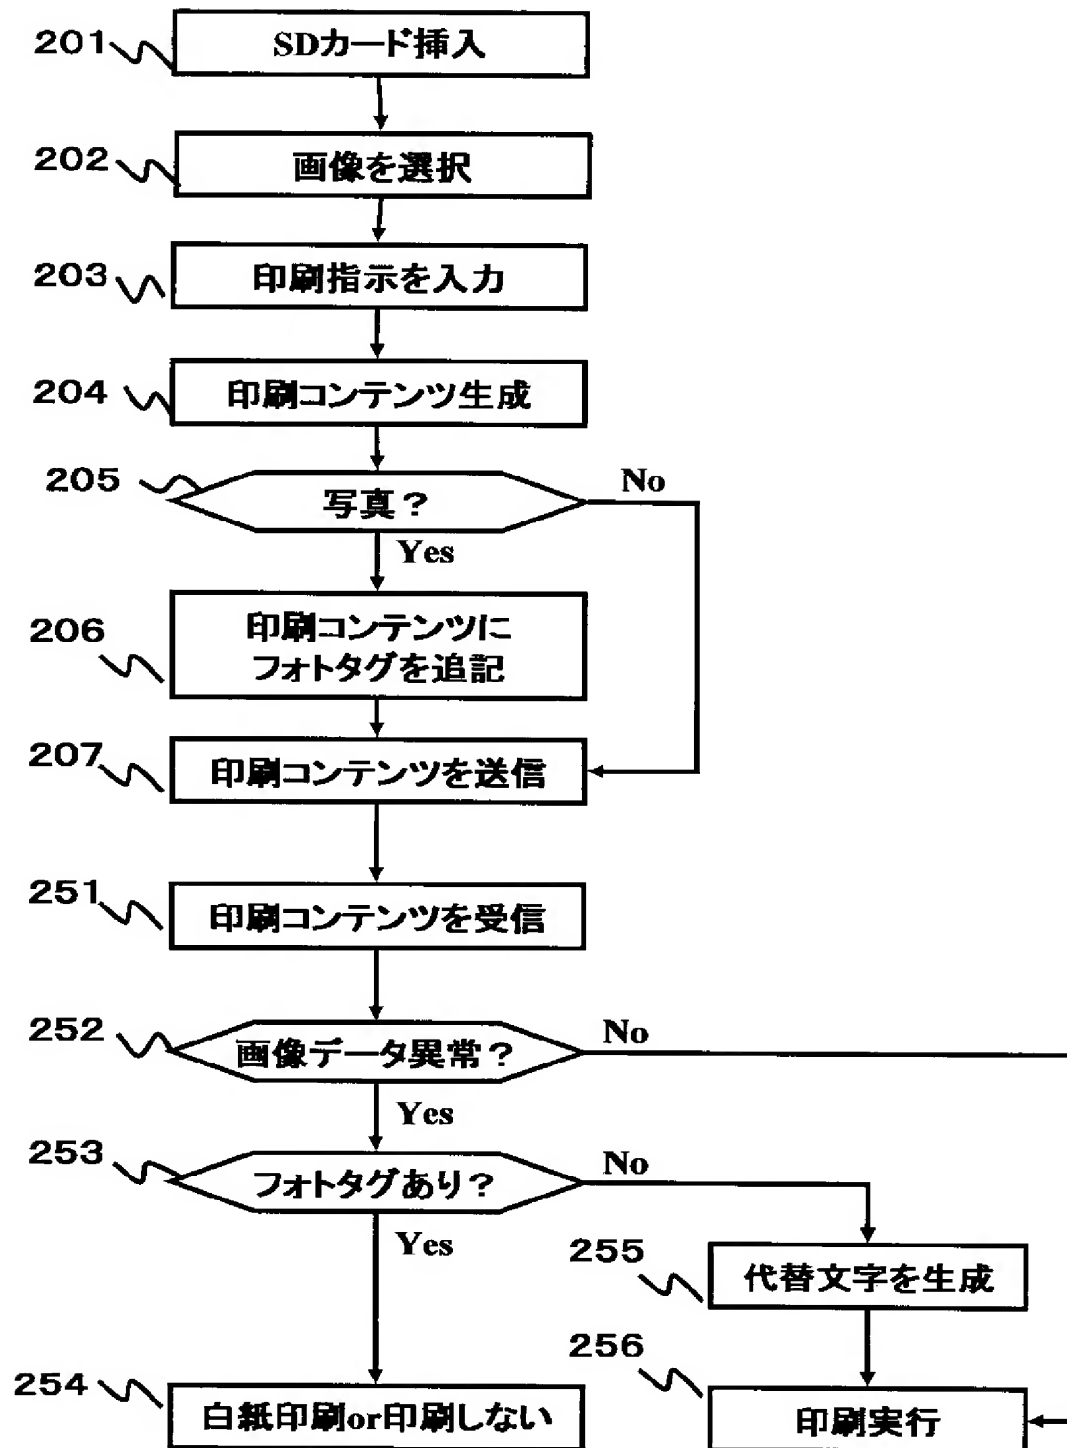 201
SDカード挿入
202
画像を選択
203
印刷指示を入力
204
印刷コンテンツ生成
205
写真?
No
Yes
206
印刷コンテンツに
フォトタグを追記
207
印刷コンテンツを送信
251
印刷コンテンツを受信
252
画像データ異常?
No
Yes
253
フォトタグあり?
No
Yes
255
代替文字を生成
254
白紙印刷or印刷しない
256
印刷実行